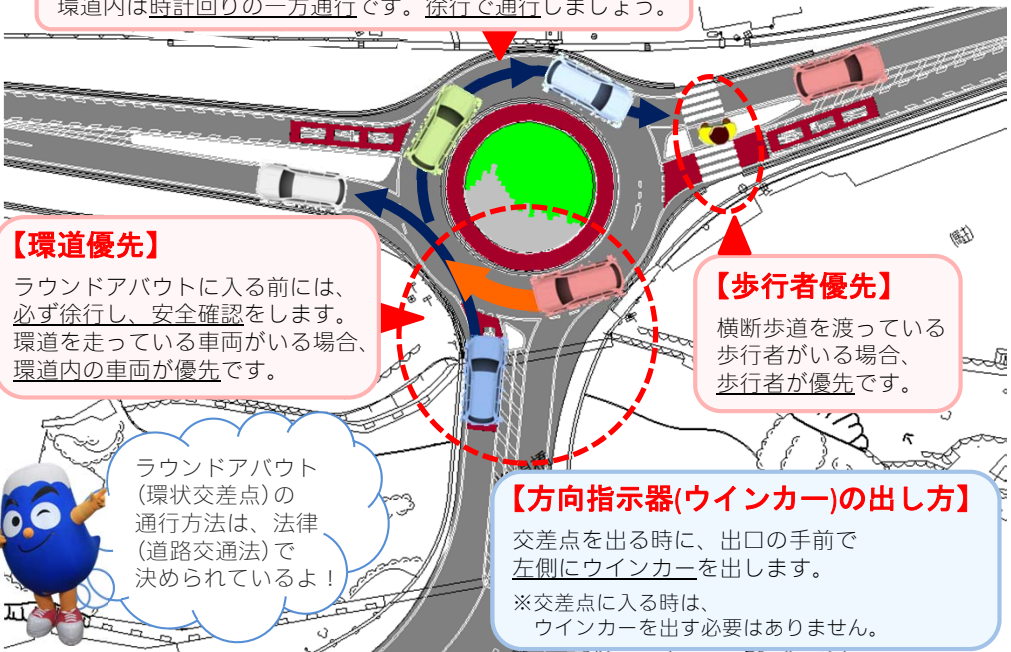 環道内は時計回りの一方通行です。徐行で通行しましょう。
【環道優先】
ラウンドアバウトに入る前には、
必ず徐行し、安全確認をします。
環道を走っている車両がいる場合、
環道内の車両が優先です。
【歩行者優先】
横断歩道を渡っている
歩行者がいる場合、
歩行者が優先です。
ラウンドアバウト
(環状交差点)の
通行方法は、法律
(道路交通法)で
決められているよ!
【方向指示器(ウインカー)の出し方】
交差点を出る時に、出口の手前で
左側にウインカーを出します。
※交差点に入る時は、
ウインカーを出す必要はありません。